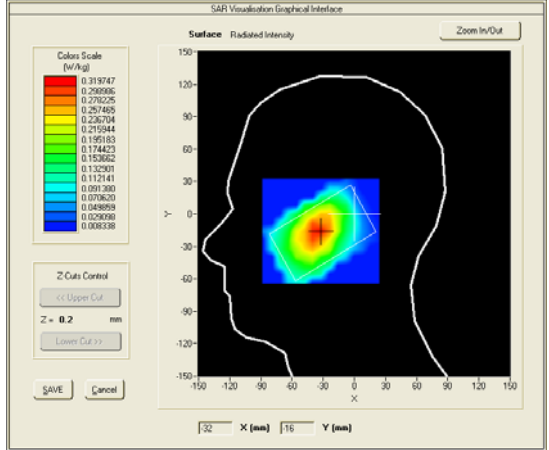 SAR Visualisation Graphical Interface
Surface Radiated Intensity
Zoom In/Out
Colors Scale
(W/kg)
0.319747
0.298986
0.278225
0.257465
0.236704
0.215944
0.195183
0.174423
0.153662
0.132901
0.112141
0.091380
0.070620
0.049859
0.029098
0.008338
150
120
90
60
30
Y
0
-30
-60
-90
-120
-150
-150 -120 -90 -60 -30 0 30 60 90 120 150
X
Z Cuts Control
<< Upper Cut
Z = 0.2 mm
Lower Cut >>
SAVE Cancel
-32 X (mm) -16 Y (mm)